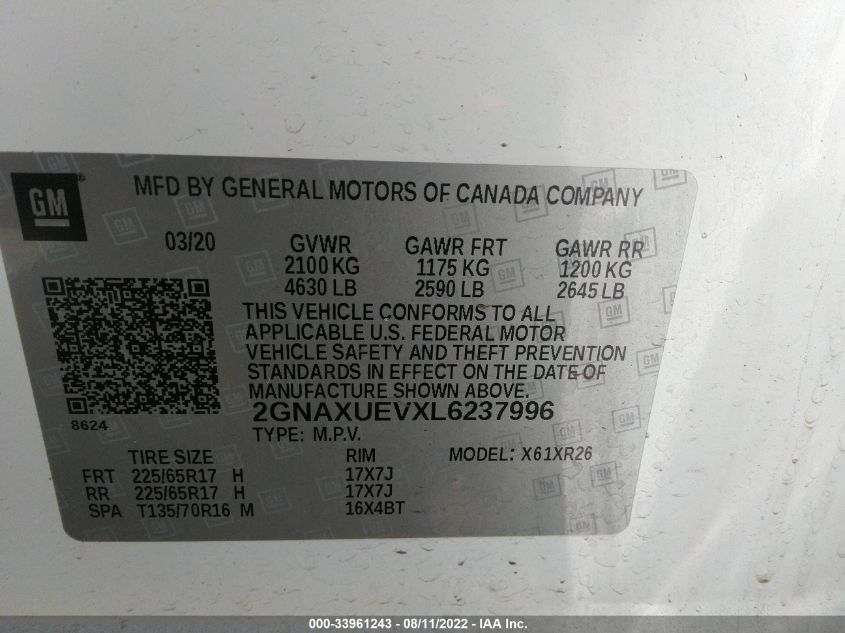 GM ®
MFD BY GENERAL MOTORS OF CANADA COMPANY
03/20 GVWR GAWR FRT GAWR RR
2100 KG 1175 KG 1200 KG
4630 LB 2590 LB 2645 LB
THIS VEHICLE CONFORMS TO ALL
APPLICABLE U.S. FEDERAL MOTOR
VEHICLE SAFETY AND THEFT PREVENTION
STANDARDS IN EFFECT ON THE DATE OF
MANUFACTURE SHOWN ABOVE.
2GNAXUEVXL6237996
8624
TYPE: M.P.V.
TIRE SIZE RIM MODEL: X61XR26
FRT 225/65R17 H 17X7J
RR 225/65R17 H 17X7J
SPA T135/70R16 M 16X4BT
000-33961243 - 08/11/2022 - IAA Inc.